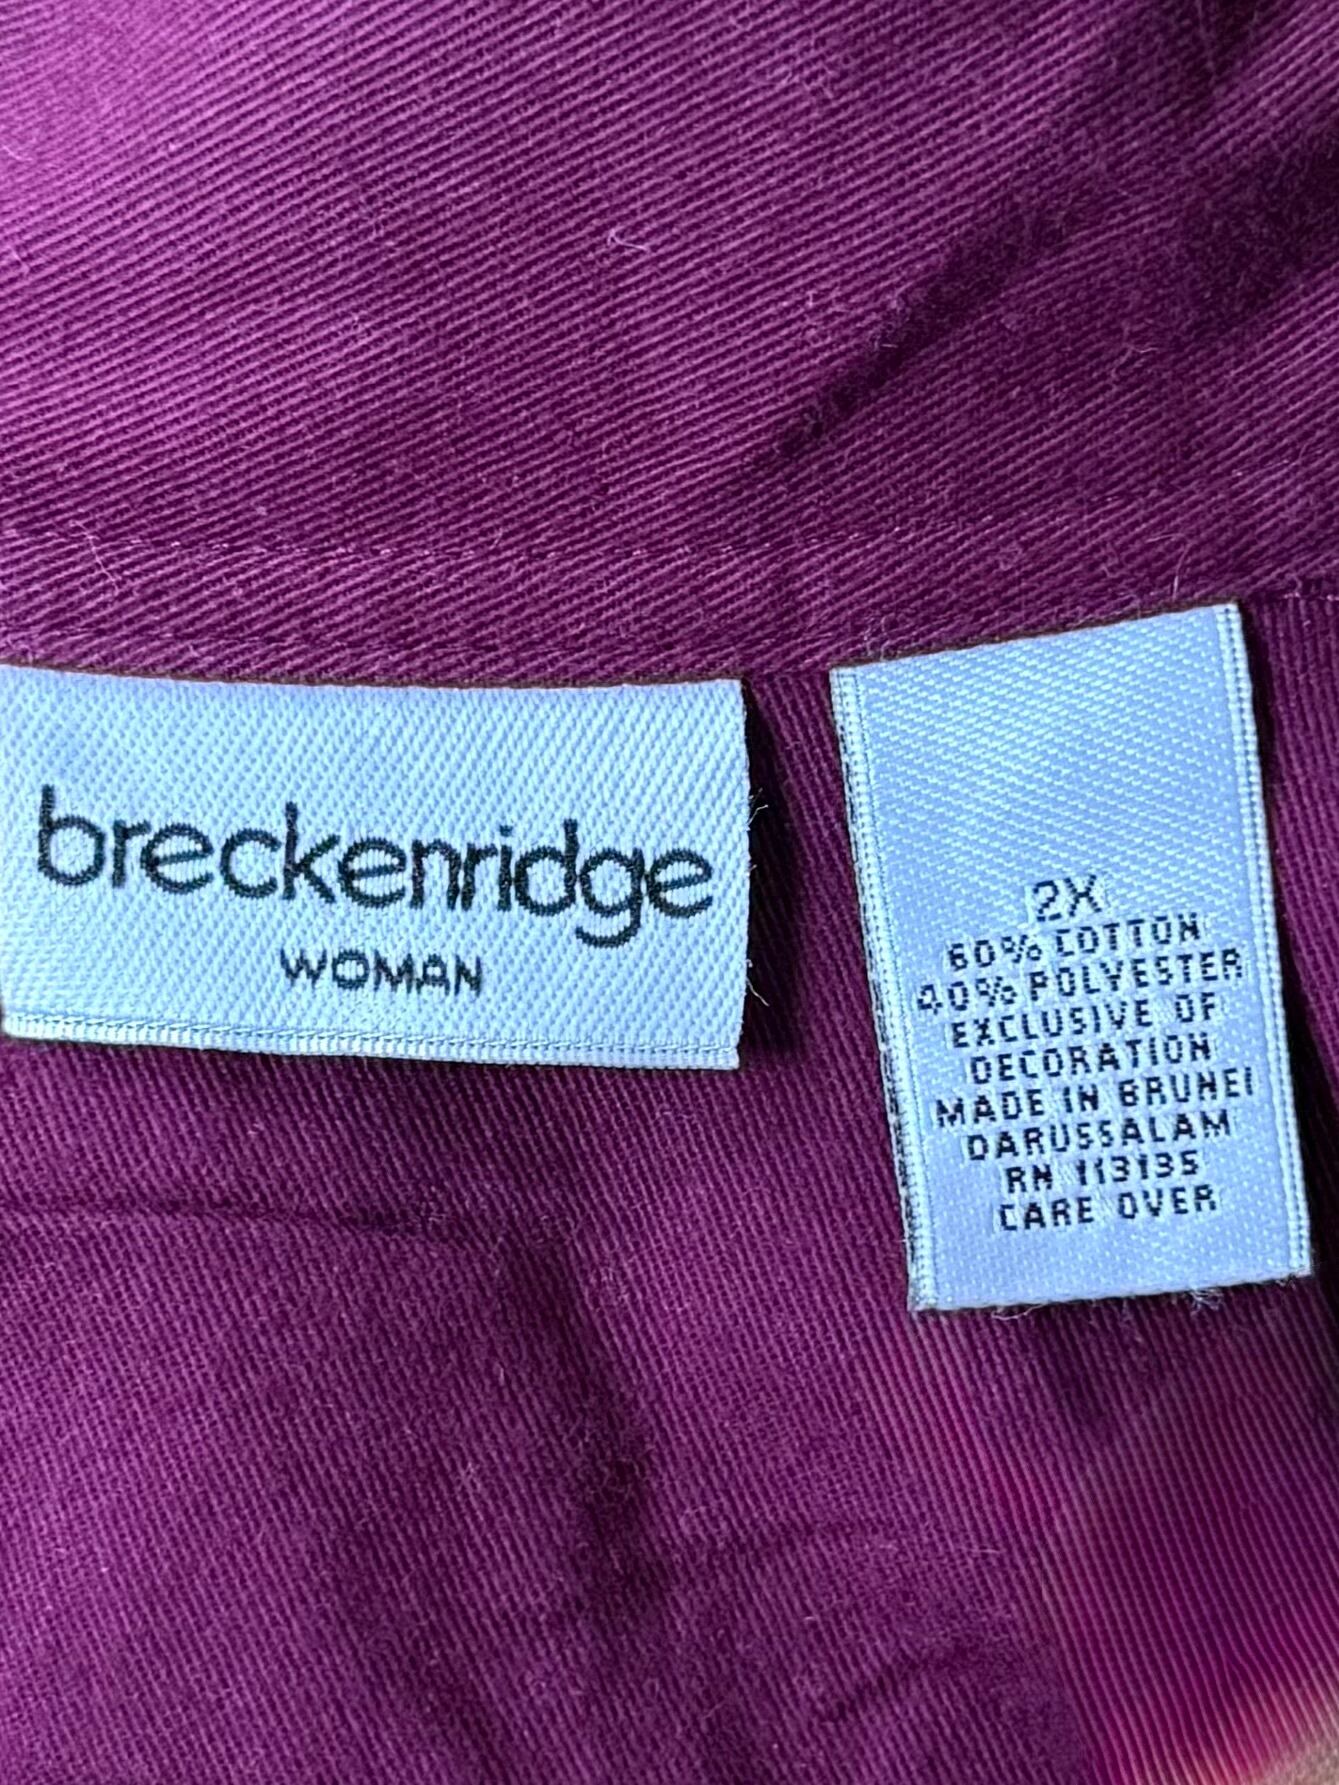 breckenridge
WOMAN
2X
60% COTTON
40% POLYESTER
EXCLUSIVE OF
DECORATION
MADE IN BRUNEI
DARUSSALAM
RN 113135
CARE OVER